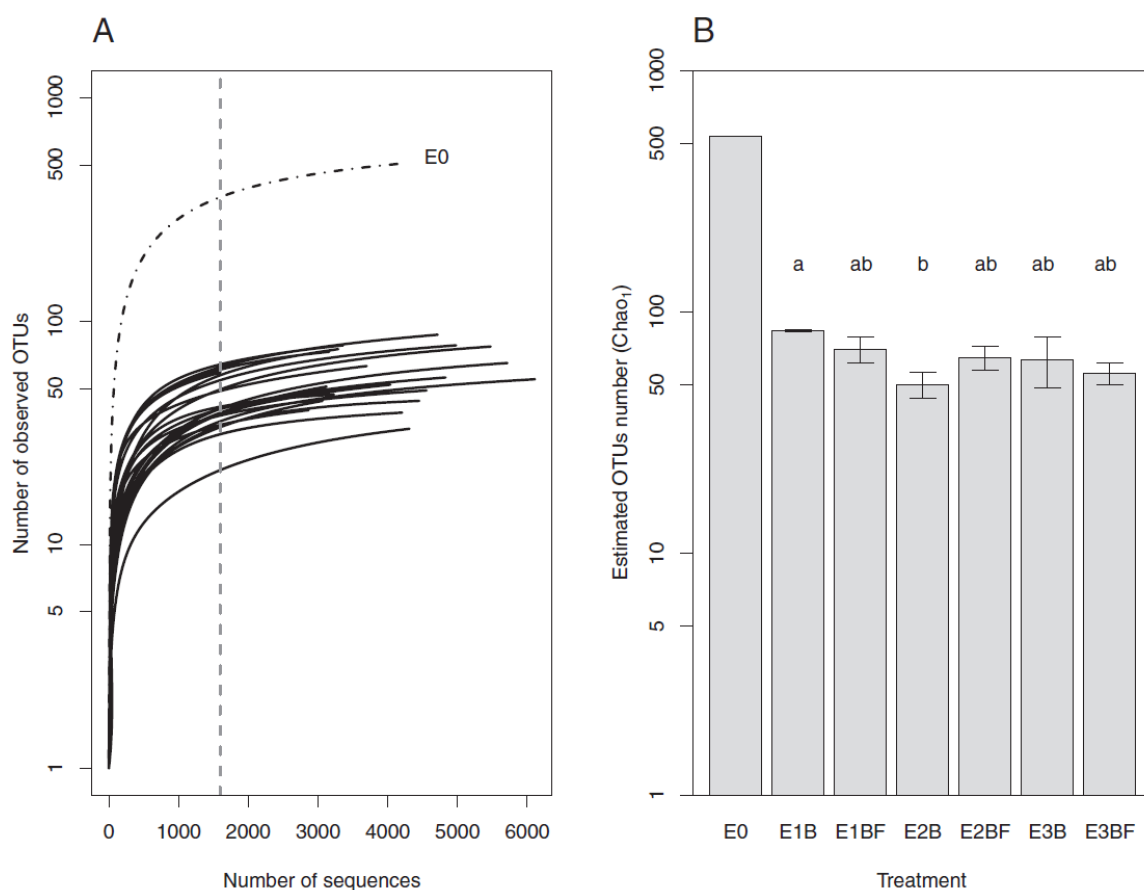 A
Number of observed OTUs
1000
500
100
50
10
5
1
E0
0 1000 2000 3000 4000 5000 6000
Number of sequences
B
Estimated OTUs number (Chao1)
1000
500
100
50
10
5
1
a ab b ab ab ab
E0 E1B E1BF E2B E2BF E3B E3BF
Treatment